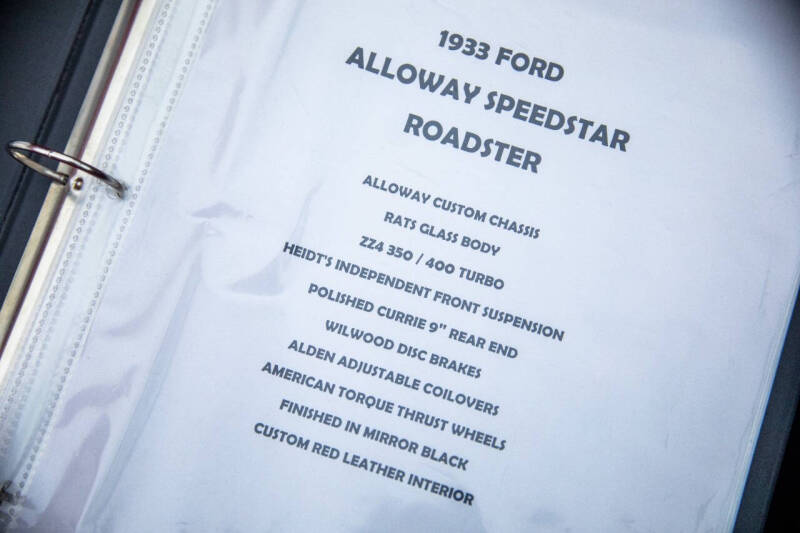 1933 FORD
ALLOWAY SPEEDSTAR
ROADSTER
ALLOWAY CUSTOM CHASSIS
RATS GLASS BODY
ZZ4 350 / 400 TURBO
HEIDT'S INDEPENDENT FRONT SUSPENSION
POLISHED CURRIE 9" REAR END
WILWOOD DISC BRAKES
ALDEN ADJUSTABLE COILOVERS
AMERICAN TORQUE THRUST WHEELS
FINISHED IN MIRROR BLACK
CUSTOM RED LEATHER INTERIOR